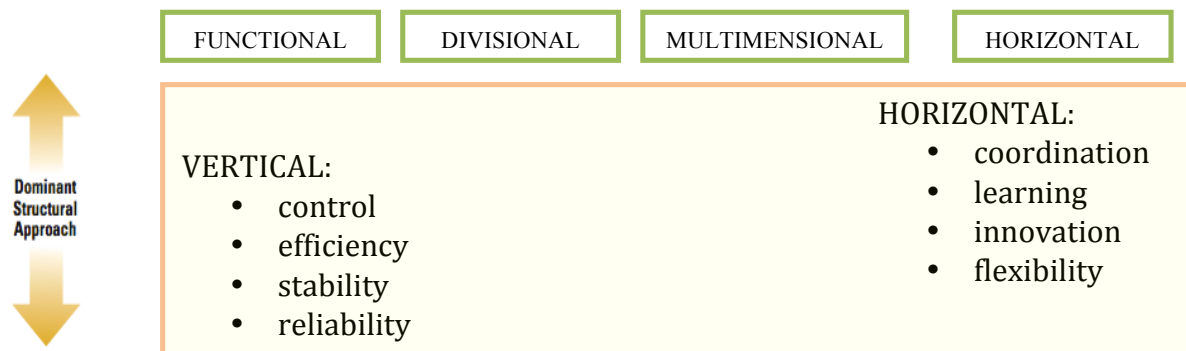 FUNCTIONAL
DIVISIONAL
MULTIMENSIONAL
HORIZONTAL
Dominant
Structural
Approach
VERTICAL:
• control
• efficiency
• stability
• reliability
HORIZONTAL:
• coordination
• learning
• innovation
• flexibility